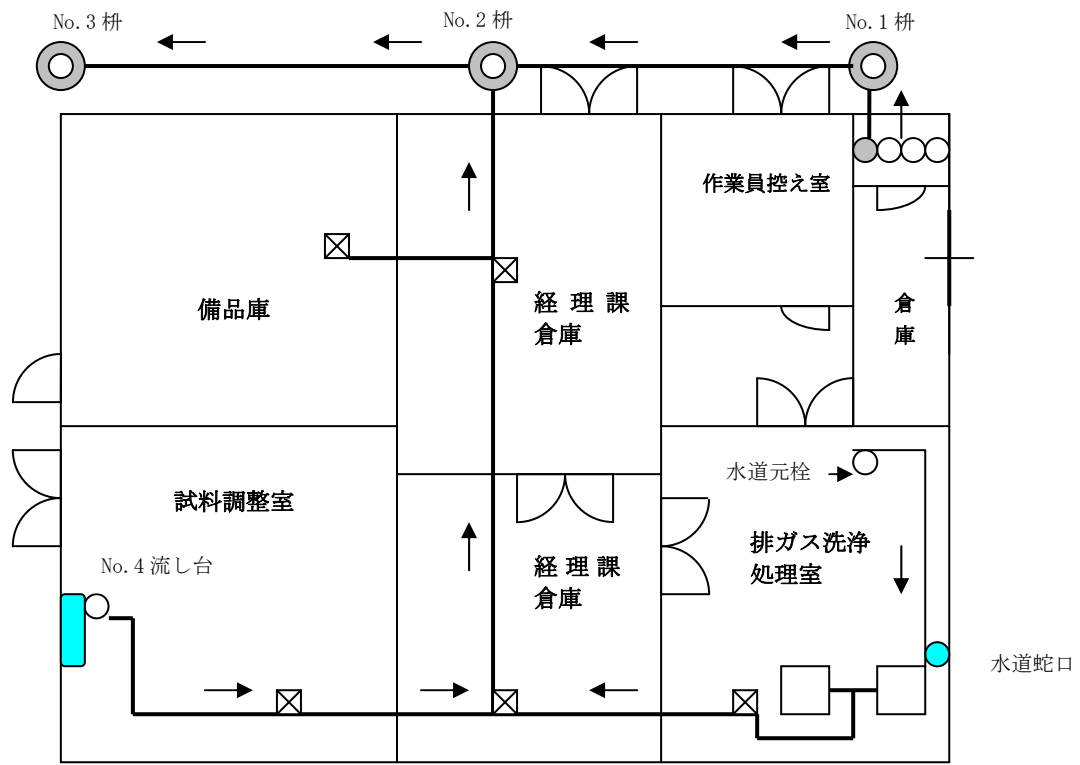 No.3 枡
No.2 枡
No.1 枡
作業員控え室
備品庫
経 理 課
倉庫
倉
庫
水道元栓
試料調整室
排ガス洗浄
処理室
No.4 流し台
経 理 課
倉庫
水道蛇口